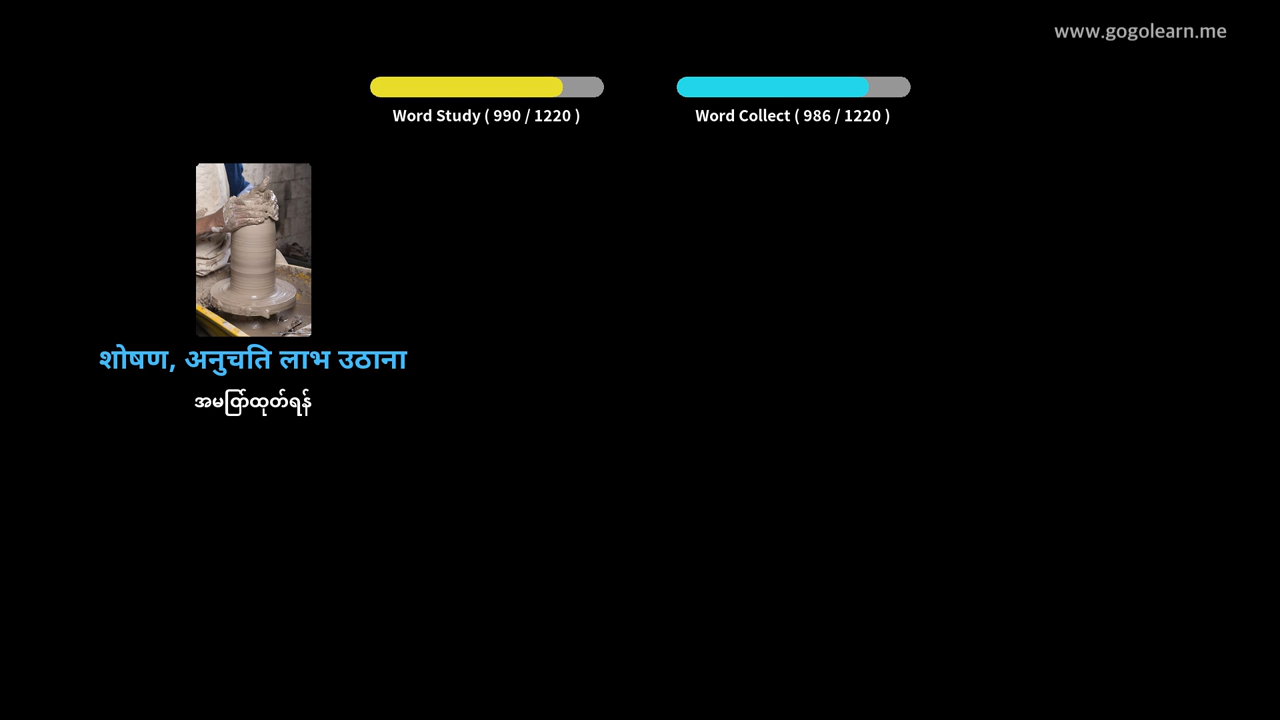 www.gogolearn.me
Word Study ( 990 / 1220 )
Word Collect ( 986 / 1220 )
शोषण, अनुचति लाभ उठाना
အမြတ်ထုတ်ရန်